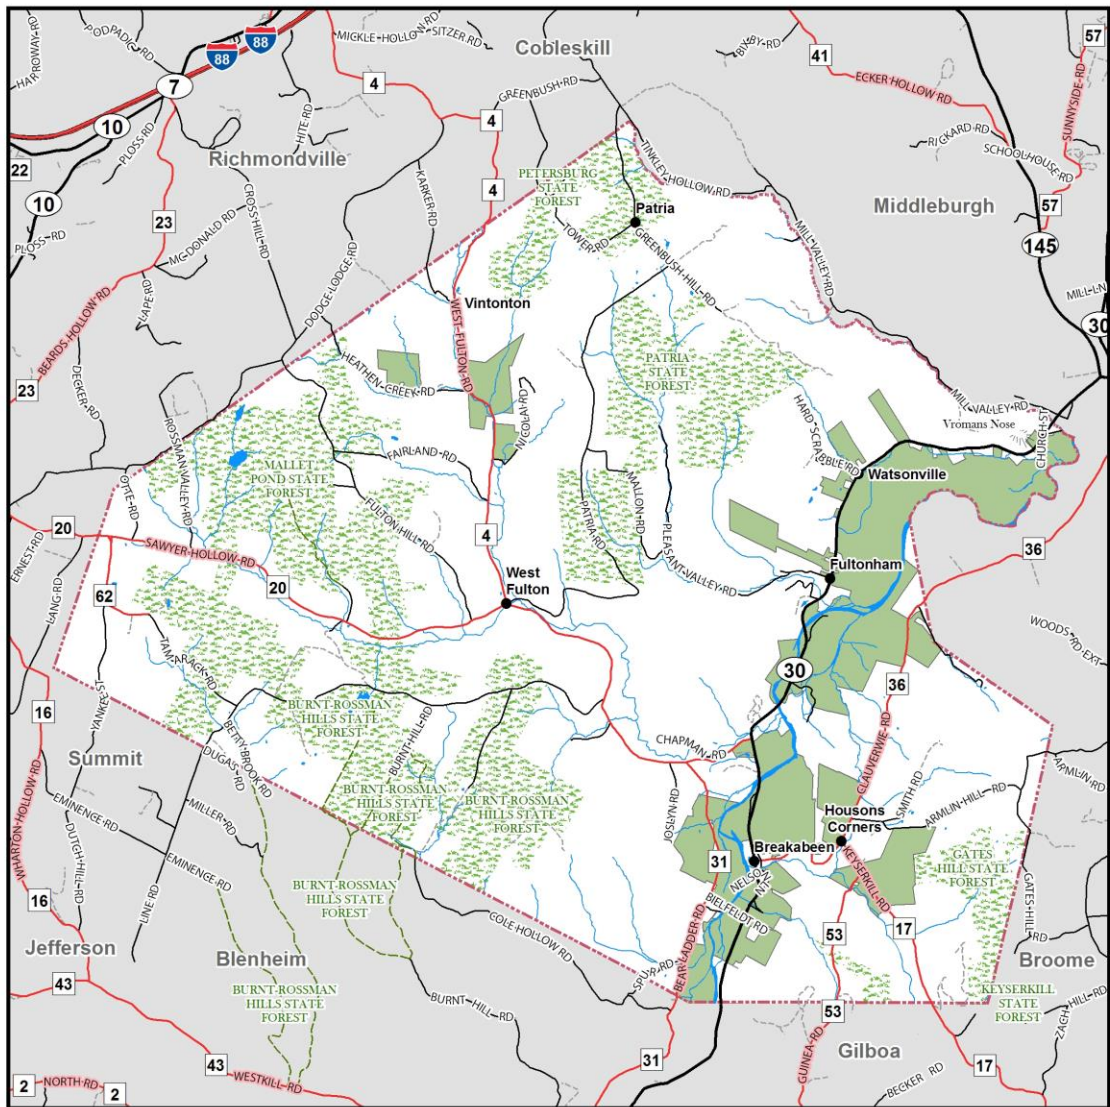 57
HARROWAY RD
PODPADIC RD
88
88
MICKLE HOLLOW RD
SITZER RD
Cobleskill
BIXBY RD
41
ECKER HOLLOW RD
SUNNYSIDE RD
7
4
GREENBUSH RD
10
PLOSS RD
HITE RD
4
RICKARD RD
SCHOOLHOUSE RD
22
Richmondville
TINKLEY HOLLOW RD
10
KARKER RD
4
PETERSBURG
STATE
FOREST
57
CROSS HILL RD
23
MC DONALD RD
Patria
Middleburgh
PLOSS RD
TOWER RD
GREENBUSH HILL RD
MILL VALLEY RD
145
DODGE LODGE RD
LAPE RD
Vintonton
MILL LN
30
BEARDS HOLLOW RD
WEST FULTON RD
HEATHEN CREEY RD
PATRIA
STATE
FOREST
23
DECKER RD
NICOLAI RD
HARD SCRABBLE RD
MILL VALLEY RD
Vromans Nose
CHURCH ST
ROSSMAN VALLEY RD
FAIRLAND RD
MALLET
POND STATE
FOREST
Watsonville
OTTE RD
FULTON HILL RD
MALLON RD
PATRIA RD
PLEASANT VALLEY RD
20
SAWYER HOLLOW RD
4
36
ERNEST RD
Fultonham
20
West
Fulton
62
LANG RD
WOODS RD EXT
TAMARACK RD
30
36
16
YANKEE ST
BETTY BROOK RD
BURNT-ROSSMAN
HILLS STATE
FOREST
BURNT HILL RD
CLAUVERWIE RD
CHAPMAN RD
Summit
DUGAS RD
ARMLIN RD
WHARTON HOLLOW RD
EMINENCE RD
MILLER RD
BURNT-ROSSMAN
HILLS STATE
FOREST
BURNT-ROSSMAN
HILLS STATE
FOREST
JOSLYN RD
SMITH RD
ARMLIN HILL RD
Housons
Corners
DUTCH HILL RD
EMINENCE RD
31
Breakabeen
KEYSERKILL RD
GATES
HILL STATE
FOREST
LINE RD
BURNT-ROSSMAN
HILLS STATE
FOREST
NELSON
BIELFELDT RD
GATES HILL RD
16
COLE HOLLOW RD
53
17
Jefferson
Blenheim
SPUR RD
BEAR LADDER RD
Broome
43
BURNT-ROSSMAN
HILLS STATE
FOREST
BURNT HILL RD
KEYSERKILL
STATE
FOREST
ZACH HILL RD
53
Gilboa
43
31
GUINEA RD
17
2
NORTH RD
2
WESTKILL RD
BECKER RD